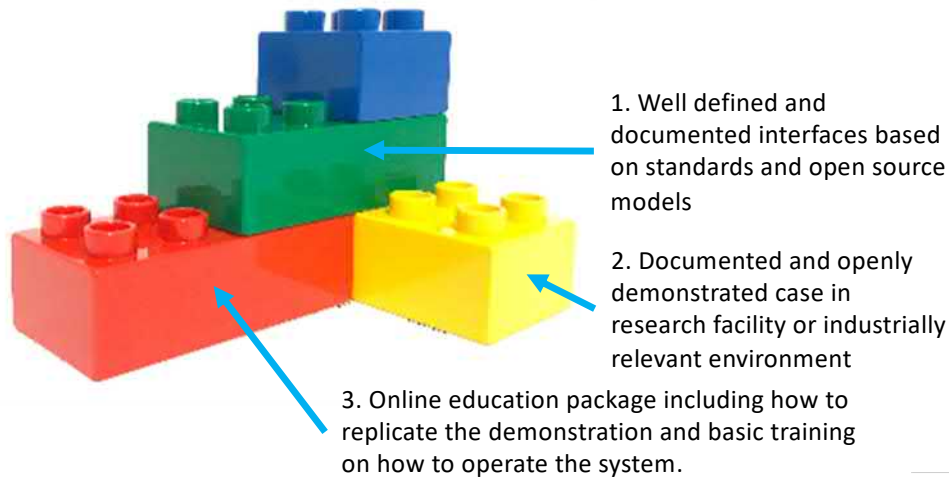 1. Well defined and
documented interfaces based
on standards and open source
models
2. Documented and openly
demonstrated case in
research facility or industrially
relevant environment
3. Online education package including how to
replicate the demonstration and basic training
on how to operate the system.